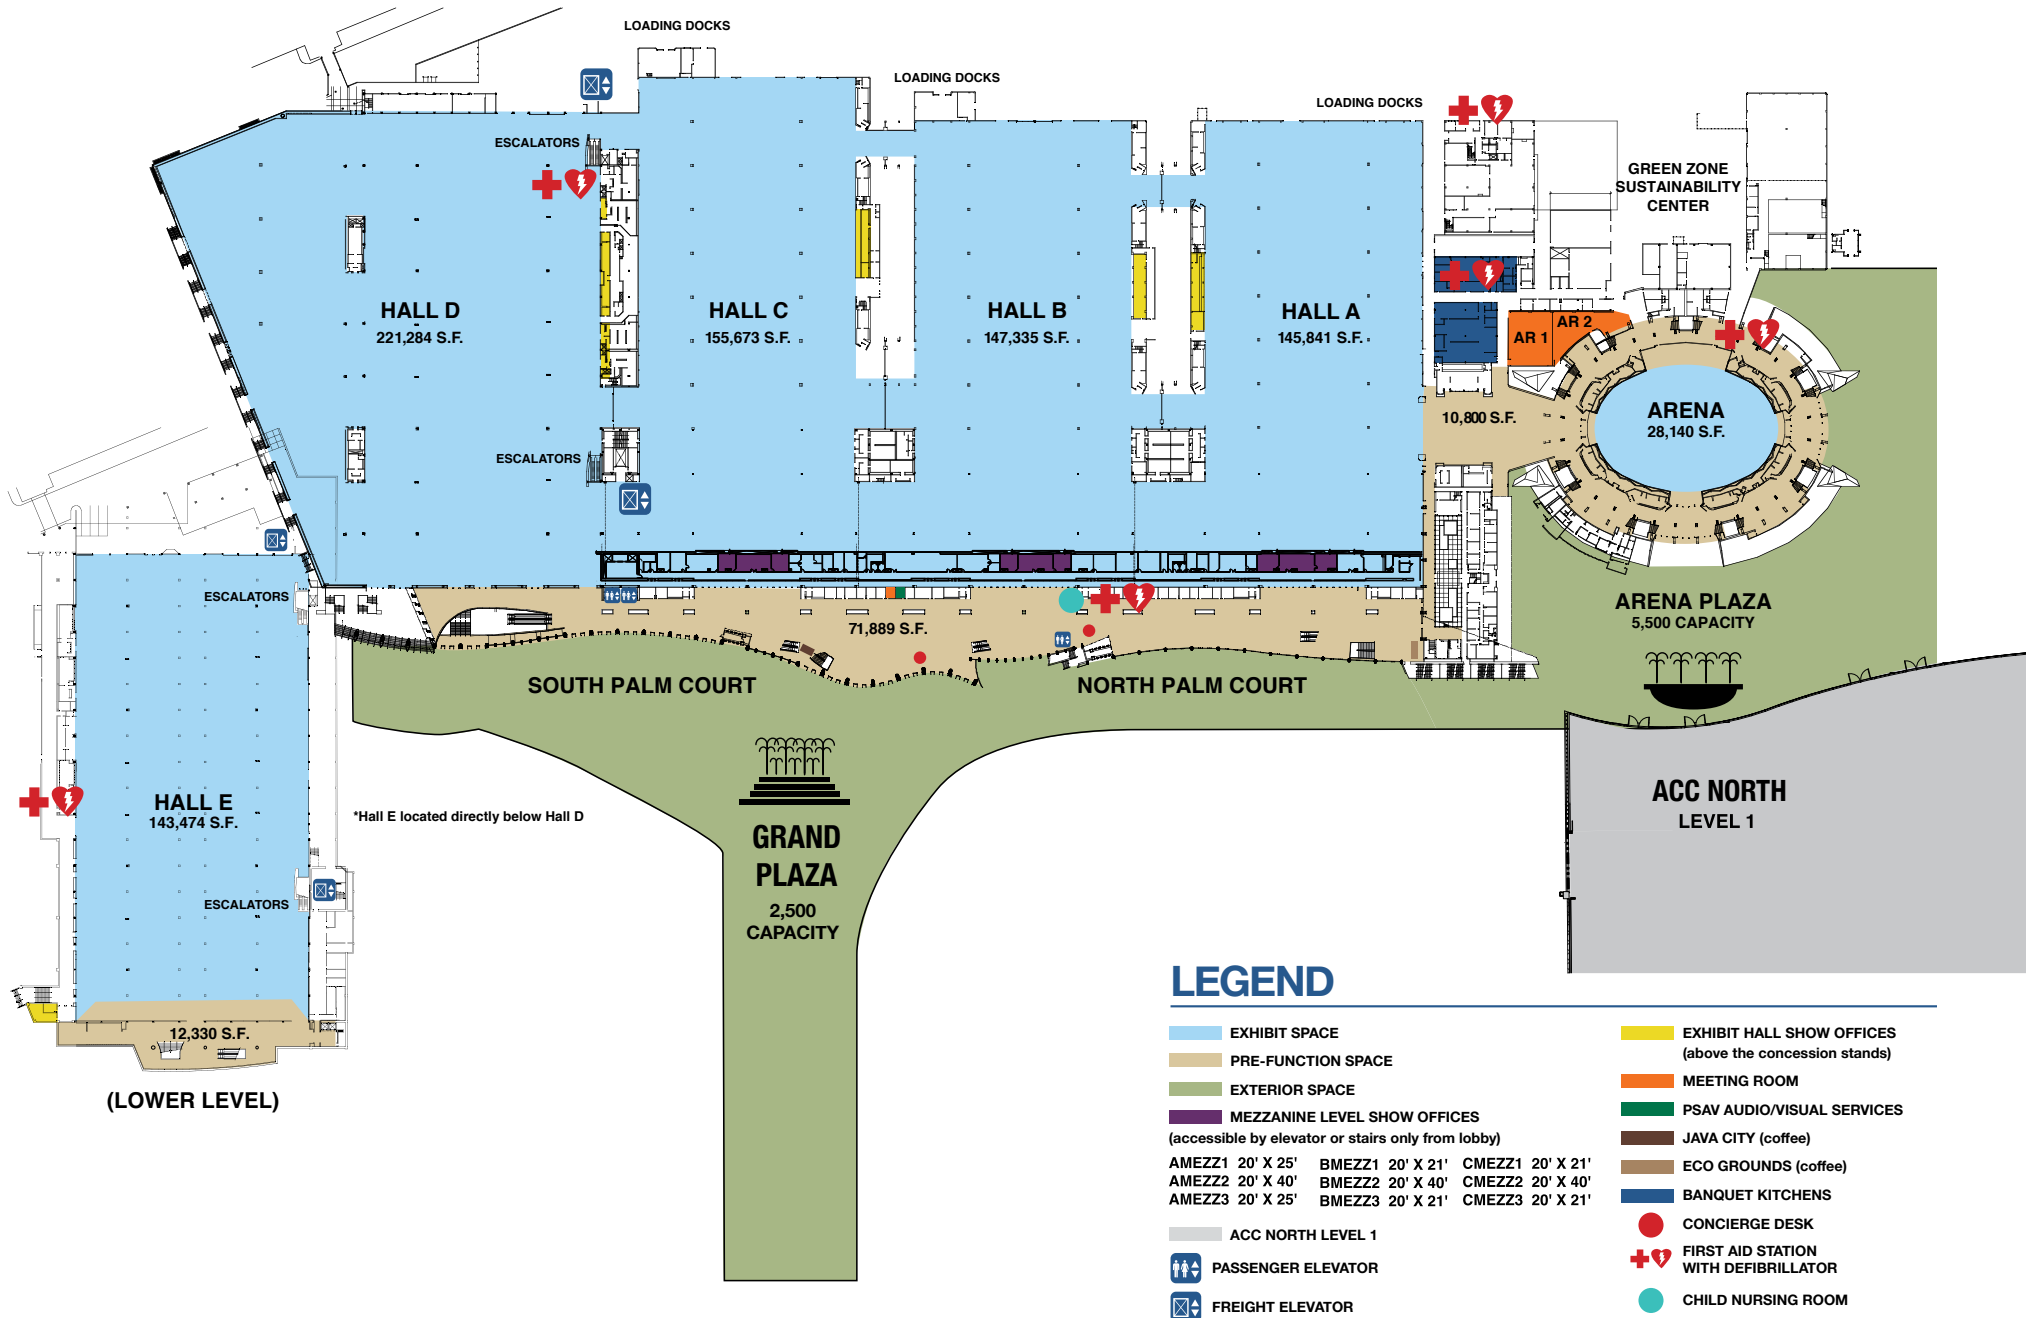 LOADING DOCKS
LOADING DOCKS
LOADING DOCKS
ESCALATORS
GREEN ZONE
SUSTAINABILITY
CENTER
HALL D
221,284 S.F.
HALL C
155,673 S.F.
HALL B
147,335 S.F.
HALL A
145,841 S.F.
AR 1
AR 2
ARENA
28,140 S.F.
10,800 S.F.
ESCALATORS
ESCALATORS
71,889 S.F.
ARENA PLAZA
5,500 CAPACITY
SOUTH PALM COURT
NORTH PALM COURT
HALL E
143,474 S.F.
*Hall E located directly below Hall D
GRAND
PLAZA
2,500
CAPACITY
ACC NORTH
LEVEL 1
ESCALATORS
12,330 S.F.
(LOWER LEVEL)
LEGEND
EXHIBIT SPACE
PRE-FUNCTION SPACE
EXTERIOR SPACE
MEZZANINE LEVEL SHOW OFFICES
(accessible by elevator or stairs only from lobby)
AMEZZ1 20' X 25' BMEZZ1 20' X 21' CMEZZ1 20' X 21'
AMEZZ2 20' X 40' BMEZZ2 20' X 40' CMEZZ2 20' X 40'
AMEZZ3 20' X 25' BMEZZ3 20' X 21' CMEZZ3 20' X 21'
ACC NORTH LEVEL 1
PASSENGER ELEVATOR
FREIGHT ELEVATOR
EXHIBIT HALL SHOW OFFICES
(above the concession stands)
MEETING ROOM
PSAV AUDIO/VISUAL SERVICES
JAVA CITY (coffee)
ECO GROUNDS (coffee)
BANQUET KITCHENS
CONCIERGE DESK
FIRST AID STATION
WITH DEFIBRILLATOR
CHILD NURSING ROOM